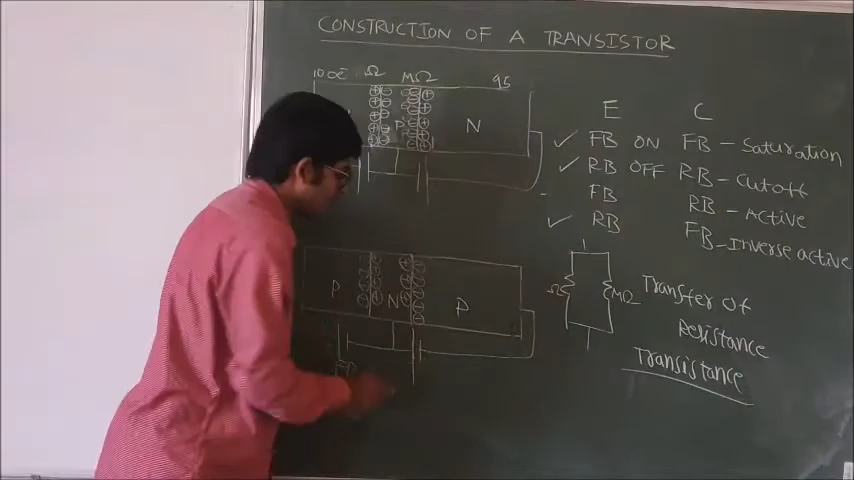 CONSTRUCTION OF A TRANSISTOR
100 e Ω MΩ 95
P N
E C
FB ON FB - Saturation
RB OFF RB - Cutoff
FB RB - Active
RB FB - Inverse active
P N P
Ω MΩ
Transfer of
Resistance
Transistance